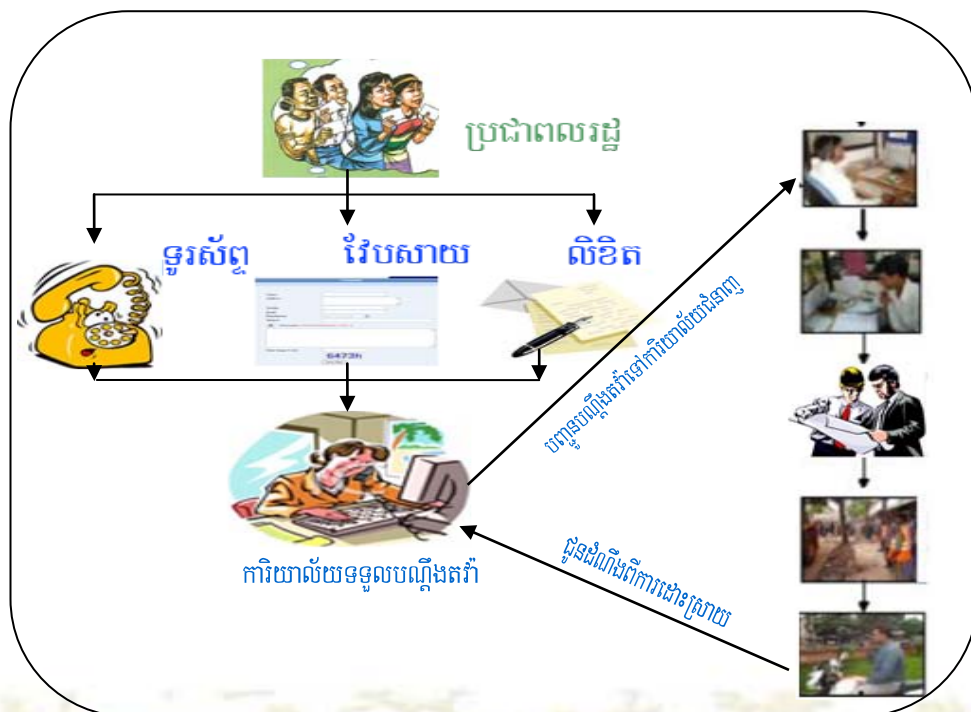 ប្រជាពលរដ្ឋ
ទូរស័ព្ទ
វែបសាយ
លិខិត
6473h
បញ្ជូនបណ្តឹងតវ៉ាទៅការិយាល័យជំនាញ
ការិយាល័យទទួលបណ្តឹងតវ៉ា
ជូនដំណឹងពីការដោះស្រាយ